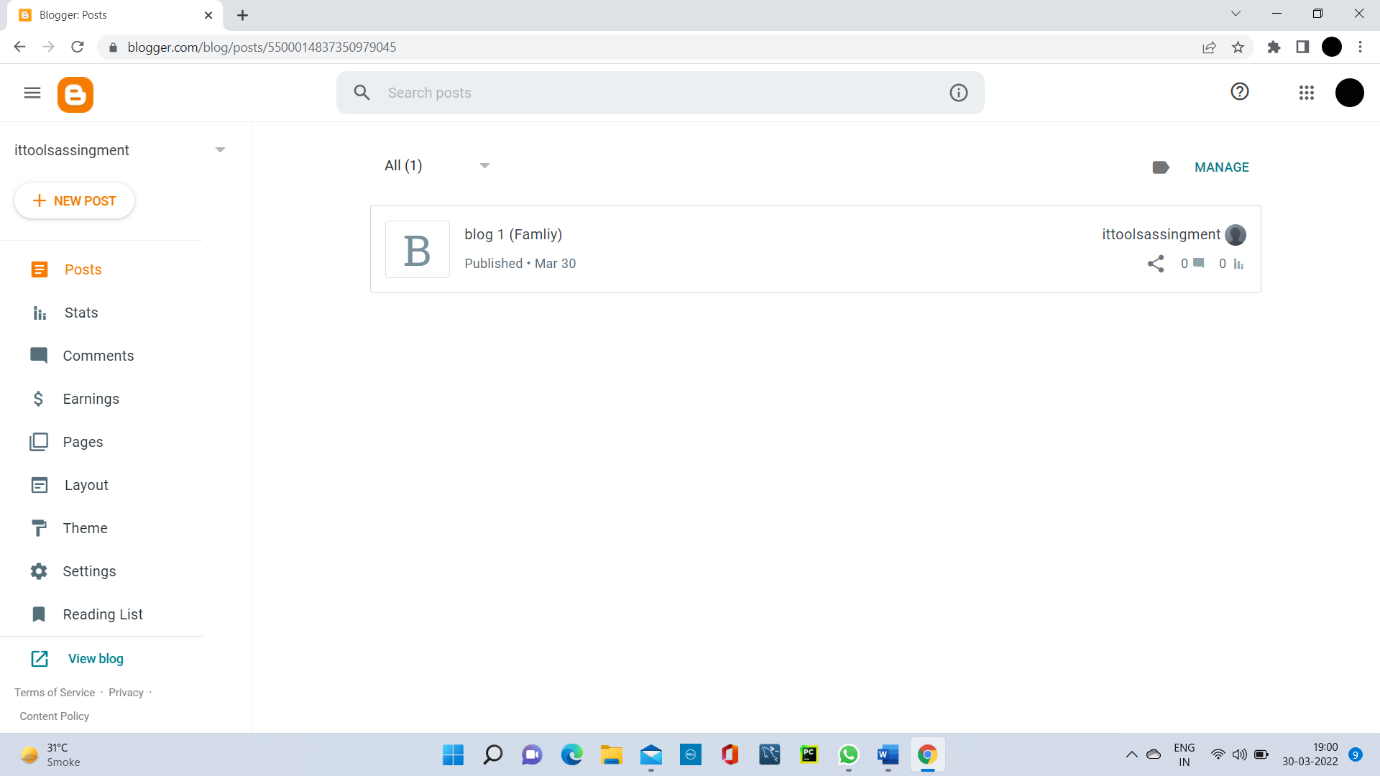 Blogger: Posts
blogger.com/blog/posts/5500014837350979045
Search posts
ittoolsassingment
NEW POST
Posts
Stats
Comments
Earnings
Pages
Layout
Theme
Settings
Reading List
View blog
Terms of Service · Privacy ·
Content Policy
All (1)
MANAGE
B
blog 1 (Famliy)
ittoolsassingment
Published • Mar 30
0 0
31°C
Smoke
PC
W
ENG
IN
19:00
30-03-2022
9